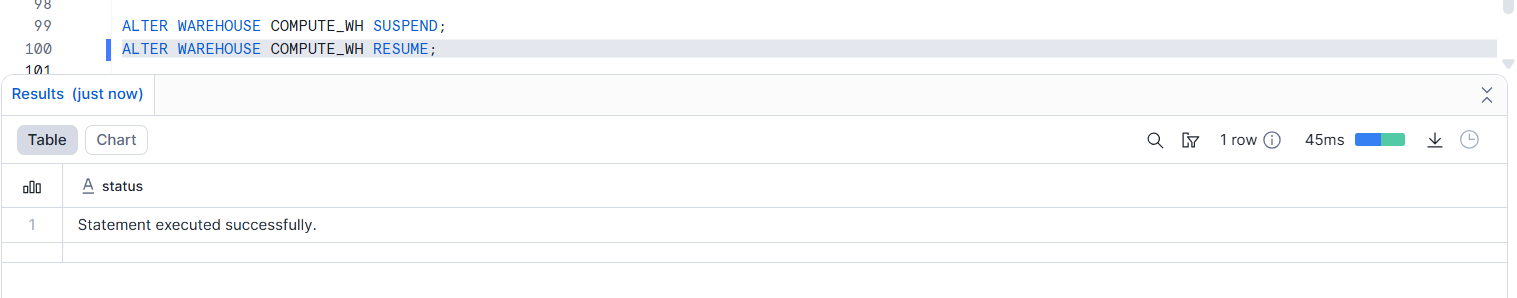 98
99 ALTER WAREHOUSE COMPUTE_WH SUSPEND;
100 ALTER WAREHOUSE COMPUTE_WH RESUME;
101
Results (just now)
Table Chart 1 row 45ms
A status
1 Statement executed successfully.